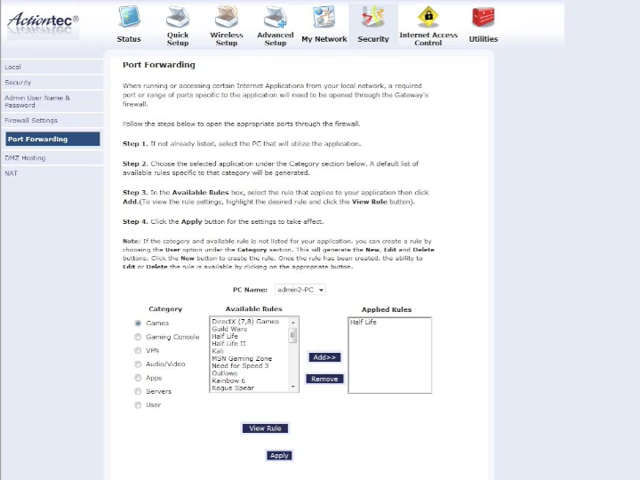 Actiontec®
Status
Quick
Setup
Wireless
Setup
Advanced
Setup
My Network
Security
Internet Access
Control
Utilities
Local
Security
Admin User Name &
Password
Firewall Settings
Port Forwarding
DMZ Hosting
NAT
Port Forwarding
When running or accessing certain Internet Applications from your local network, a required
port or range of ports specific to the application will need to be opened through the Gateway's
firewall.
Follow the steps below to open the appropriate ports through the firewall.
Step 1. If not already listed, select the PC that will utilize the application.
Step 2. Choose the selected application under the Category section below. A default list of
available rules specific to that category will be generated.
Step 3. In the Available Rules box, select the rule that applies to your application then click
Add.(To view the rule settings, highlight the desired rule and click the View Rule button).
Step 4. Click the Apply button for the settings to take affect.
Note: If the category and available rule is not listed for your application, you can create a rule by
choosing the User option under the Category section. This will generate the New, Edit and Delete
buttons. Click the New button to create the rule. Once the rule has been created, the ability to
Edit or Delete the rule is available by clicking on the appropriate button.
PC Name: admin2-PC
Category
Available Rules
Applied Rules
Games
Gaming Console
VPN
Audio/Video
Apps
Servers
User
DirectX (7,8) Games
Guild Wars
Half Life
Half Life II
Kali
MSN Gaming Zone
Need for Speed 3
Outlows
Rainbow 6
Rogue Spear
Add>>
Remove
Half Life
View Rule
Apply